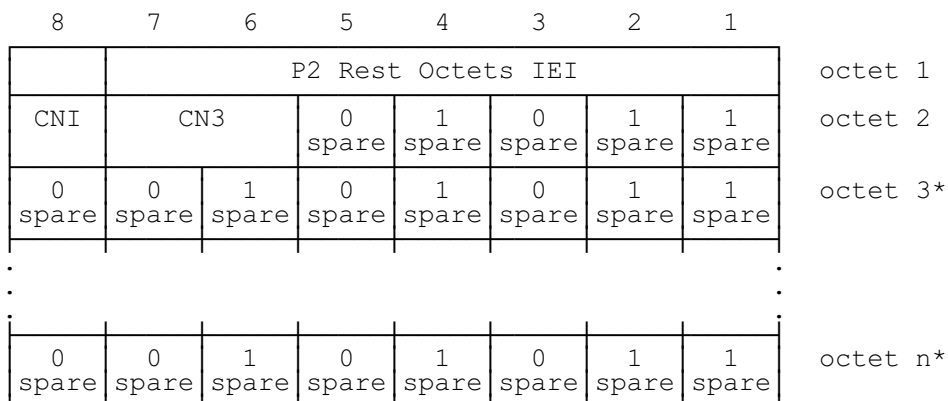 8 7 6 5 4 3 2 1
P2 Rest Octets IEI octet 1
CNI CN3 0 1 0 1 1 octet 2
spare spare spare spare spare
0 0 1 0 1 0 1 1 octet 3*
spare spare spare spare spare spare spare spare
0 0 1 0 1 0 1 1 octet n*
spare spare spare spare spare spare spare spare